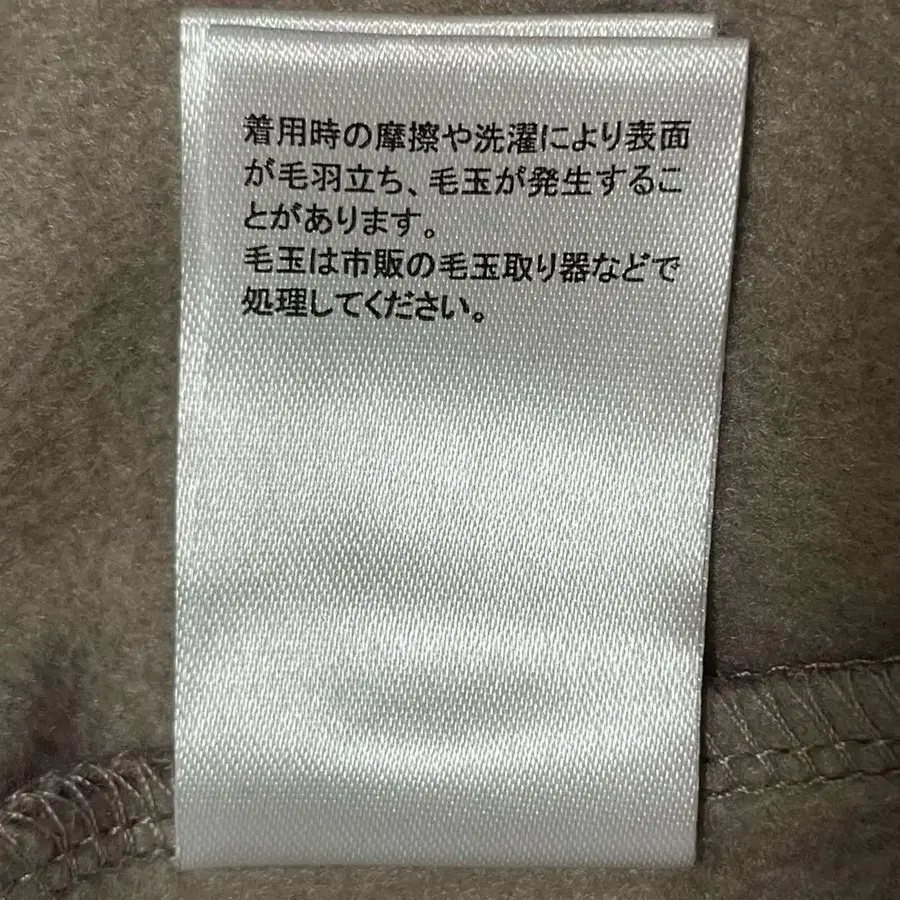 着用時の摩擦や洗濯により表面
が毛羽立ち、毛玉が発生するこ
とがあります。
毛玉は市販の毛玉取り器などで
処理してください。